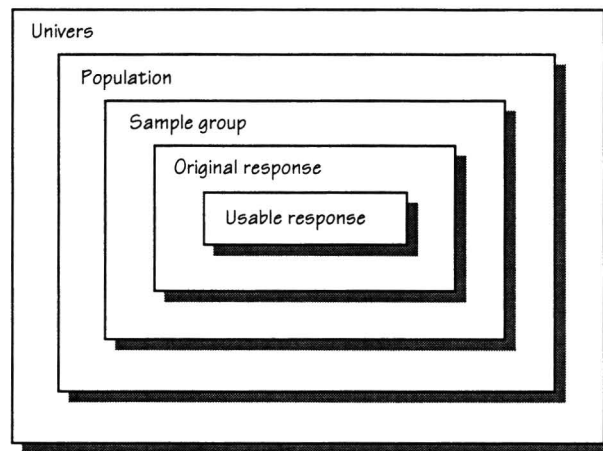 Univers
Population
Sample group
Original response
Usable response